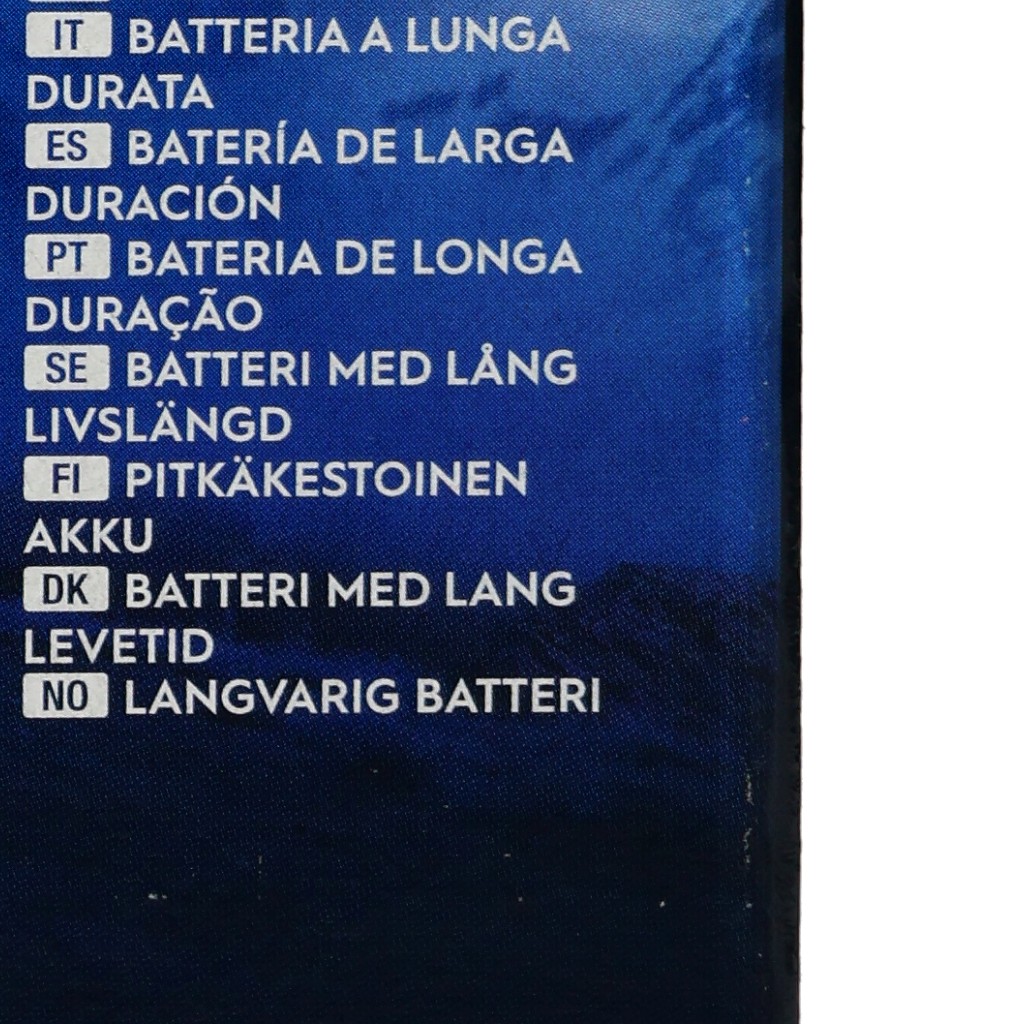 IT BATTERIA A LUNGA
DURATA
ES BATERÍA DE LARGA
DURACIÓN
PT BATERIA DE LONGA
DURAÇÃO
SE BATTERI MED LÅNG
LIVSLÄNGD
FI PITKÄKESTOINEN
AKKU
DK BATTERI MED LANG
LEVETID
NO LANGVARIG BATTERI